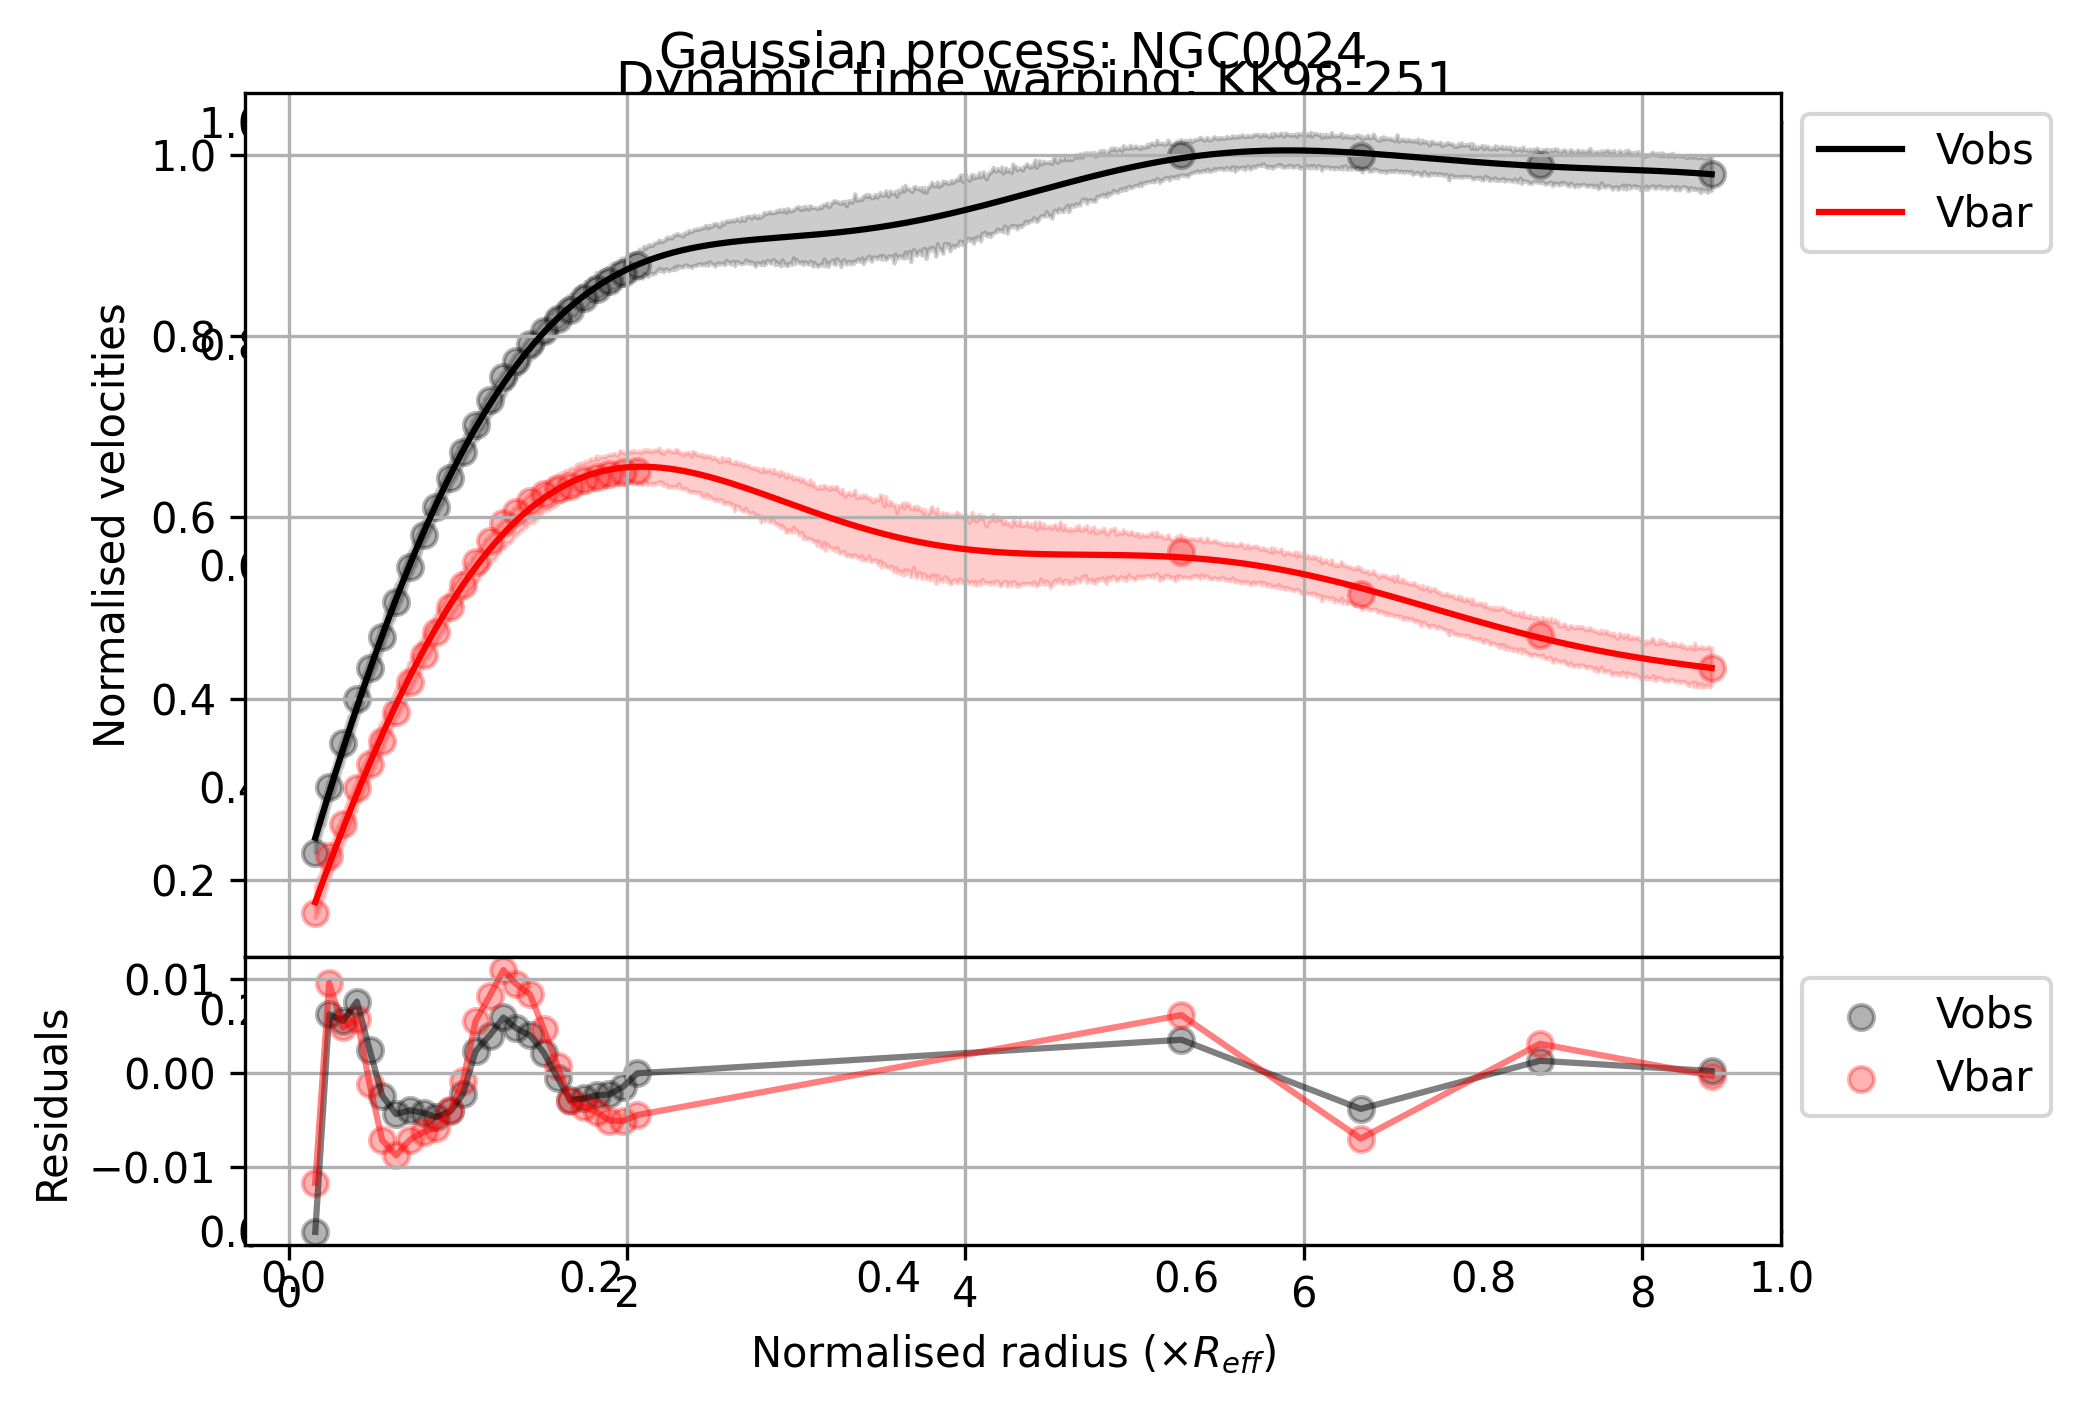 Gaussian process: NGC0024
Dynamic time warping: KK98-251
Normalised velocities
1.0
0.8
0.6
0.4
0.2
Vobs
Vbar
Residuals
0.01
0.00
−0.01
Vobs
Vbar
0.0 0.2 0.4 0.6 0.8 1.0
0 2 4 6 8
Normalised radius (×R_eff)